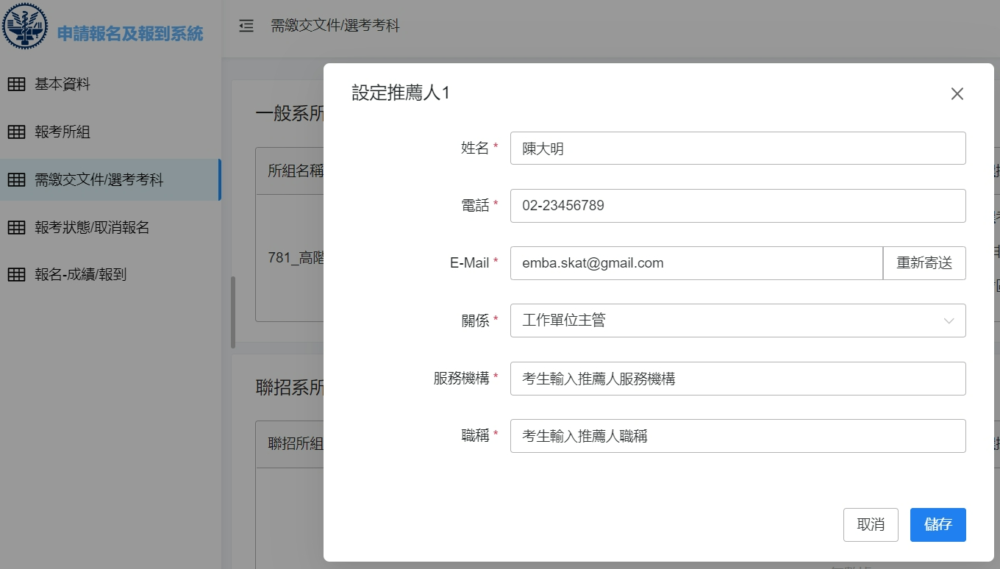 申請報名及報到系統
基本資料
報考所組
需繳交文件/選考考科
報考狀態/取消報名
報名-成績/報到
需繳交文件/選考考科
一般系所
所組名稱
781_高階
聯招系所
聯招所組
設定推薦人1
姓名 * 陳大明
電話 * 02-23456789
E-Mail * emba.skat@gmail.com 重新寄送
關係 * 工作單位主管
服務機構 * 考生輸入推薦人服務機構
職稱 * 考生輸入推薦人職稱
取消 儲存